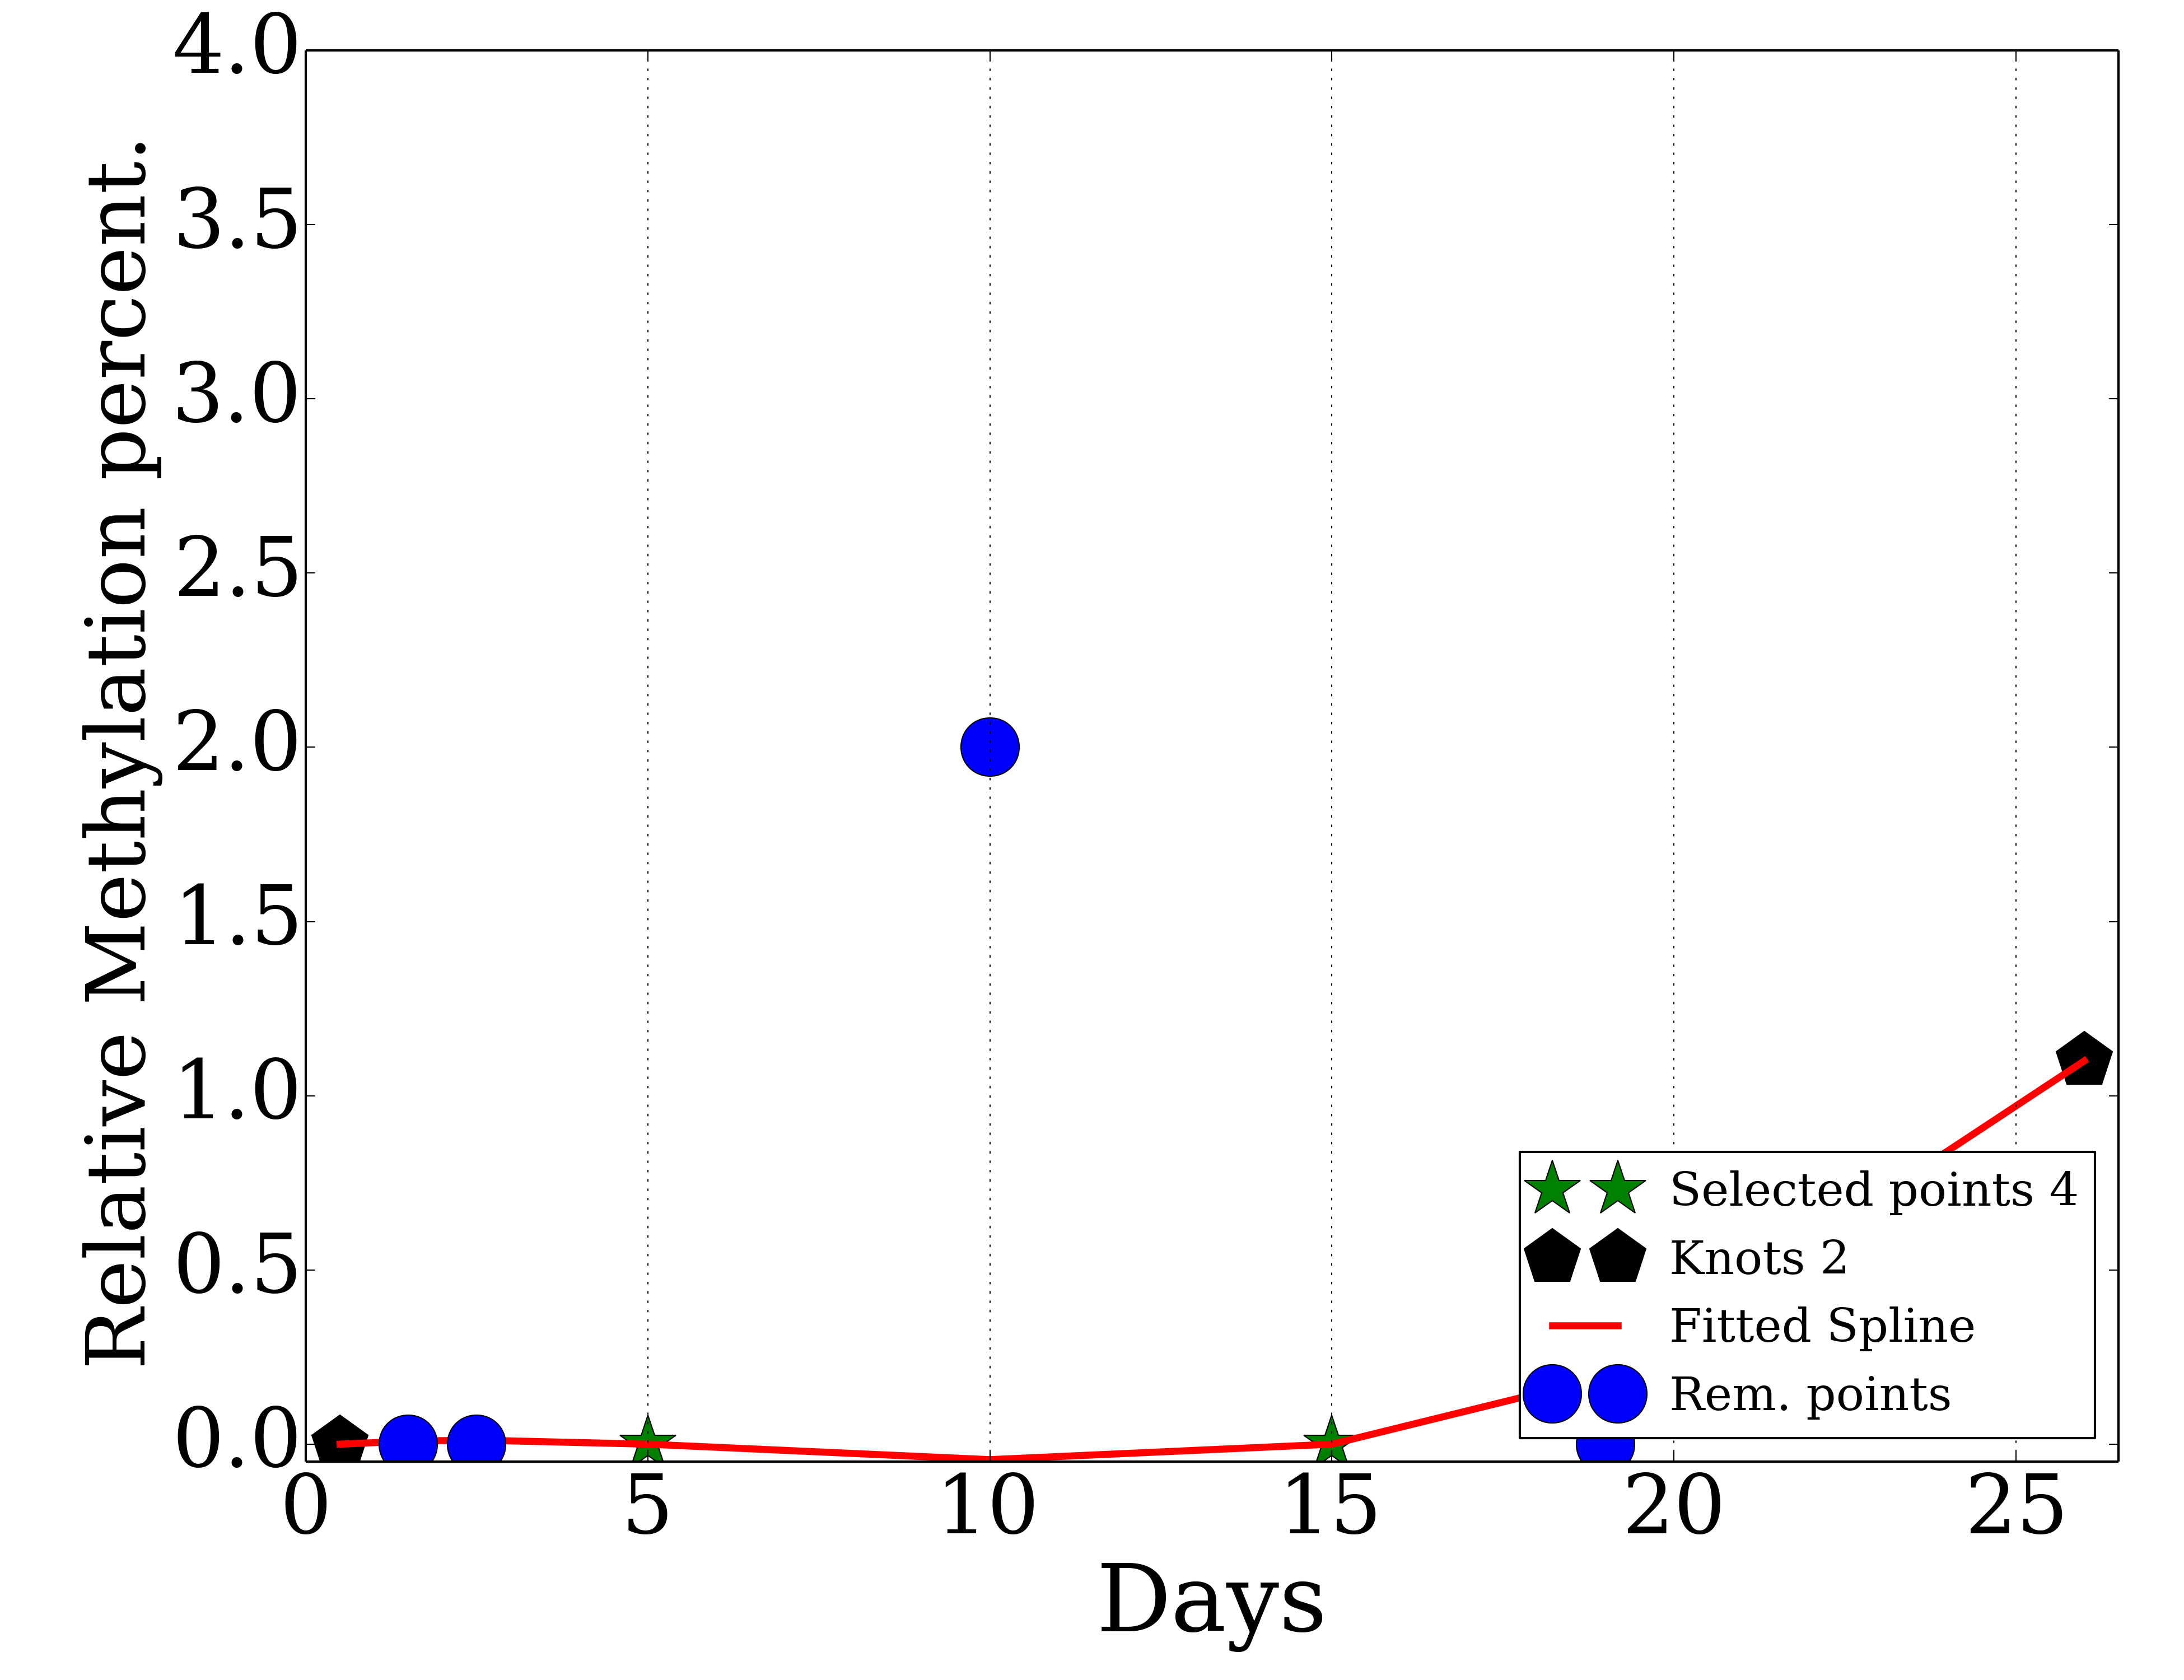 4.0
3.5
3.0
2.5
2.0
1.5
1.0
0.5
0.0
Relative Methylation percent.
0 5 10 15 20 25
Days
Selected points 4
Knots 2
Fitted Spline
Rem. points